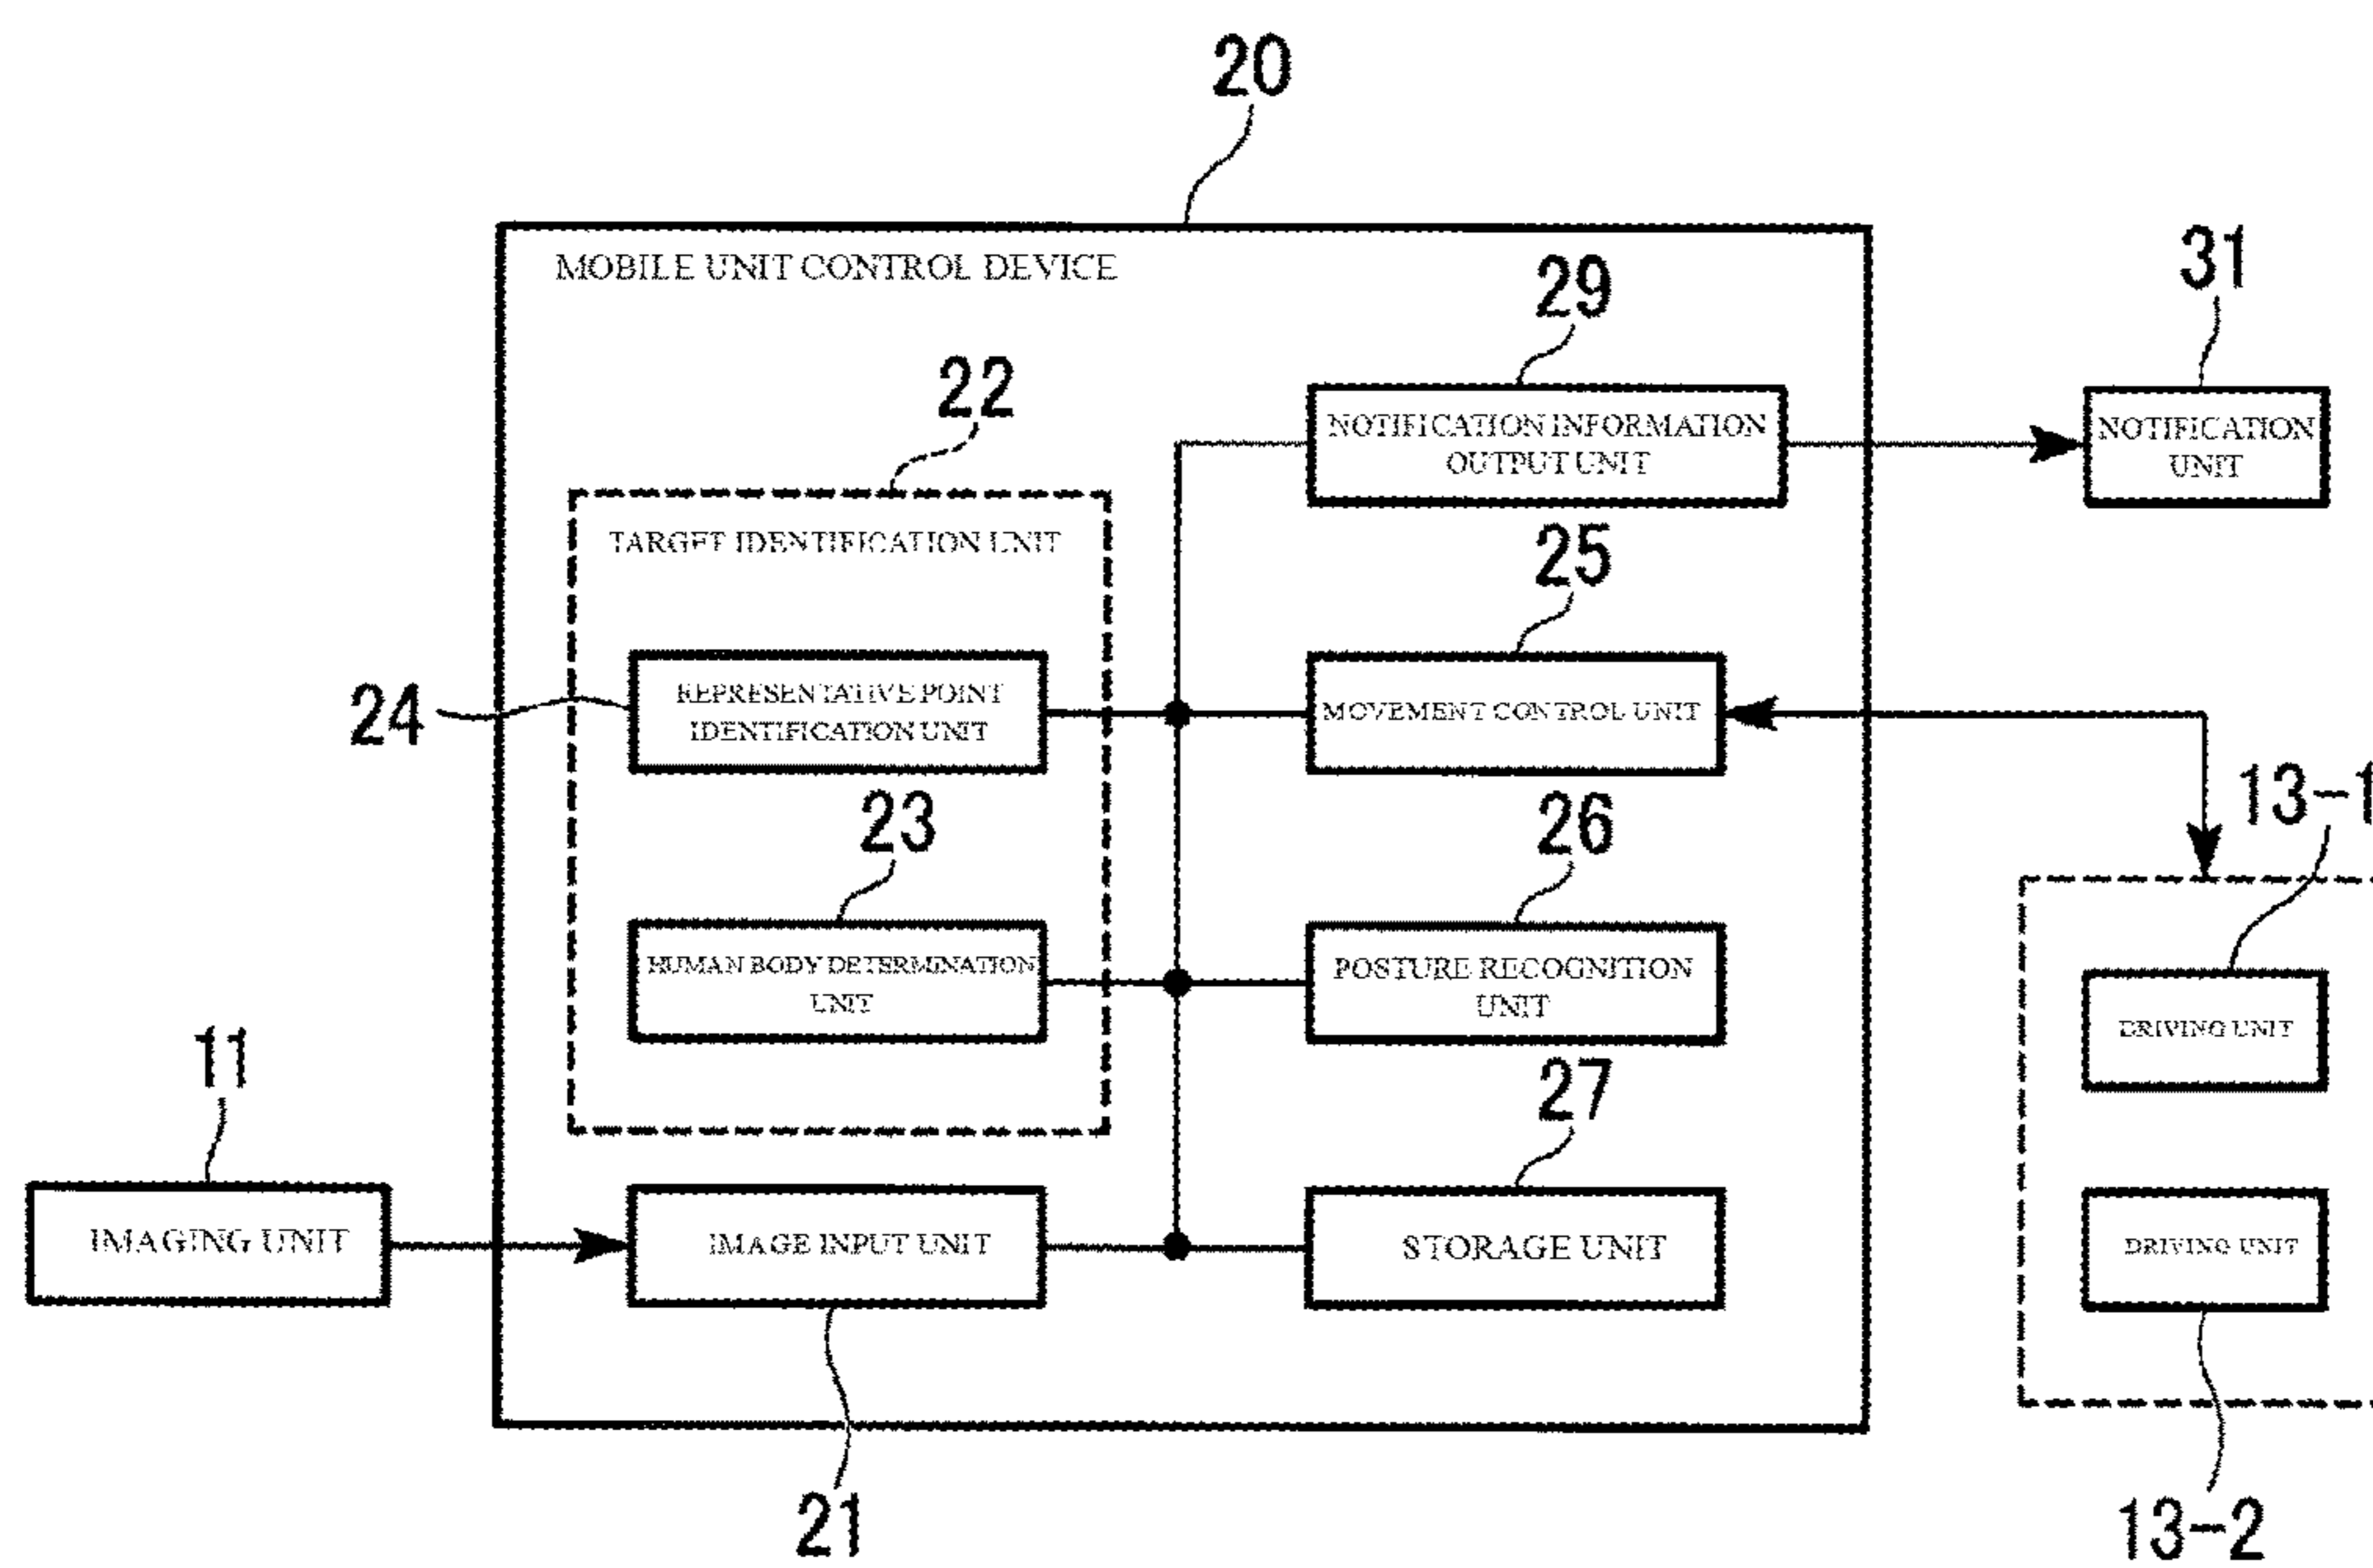 20
MOBILE UNIT CONTROL DEVICE
31
29
22
NOTIFICATION INFORMATION
OUTPUT UNIT
NOTIFICATION
UNIT
TARGET IDENTIFICATION UNIT
25
24
REPRESENTATIVE POINT
IDENTIFICATION UNIT
MOVEMENT CONTROL UNIT
13-1
23
26
HUMAN BODY DETERMINATION
UNIT
POSTURE RECOGNITION
UNIT
DRIVING UNIT
11
27
IMAGING UNIT
IMAGE INPUT UNIT
STORAGE UNIT
DRIVING UNIT
21
13-2